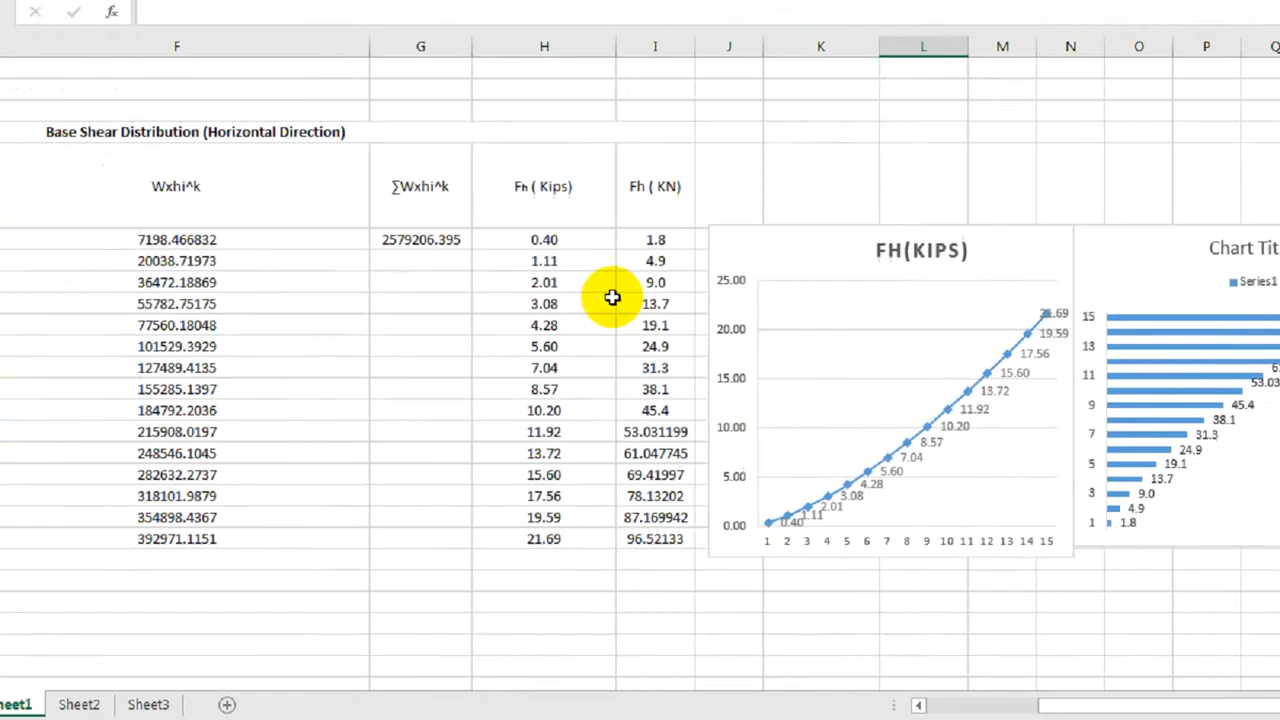 fx
F G H I J K L M N O P Q
Base Shear Distribution (Horizontal Direction)
Wxhi^k ∑Wxhi^k Fh ( Kips) Fh ( KN)
7198.466832 2579206.395 0.40 1.8
20038.71973 1.11 4.9
36472.18869 2.01 9.0
55782.75175 3.08 13.7
77560.18048 4.28 19.1
101529.3929 5.60 24.9
127489.4135 7.04 31.3
155285.1397 8.57 38.1
184792.2036 10.20 45.4
215908.0197 11.92 53.031199
248546.1045 13.72 61.047745
282632.2737 15.60 69.41997
318101.9879 17.56 78.13202
354898.4367 19.59 87.169942
392971.1151 21.69 96.52133
FH(KIPS)
25.00
20.00
15.00
10.00
5.00
0.00
0.40 1.11 2.01 3.08 4.28 5.60 7.04 8.57 10.20 11.92 13.72 15.60 17.56 19.59 21.69
1 2 3 4 5 6 7 8 9 10 11 12 13 14 15
Chart Tit
Series1
15
13
11 6
53.03
9 45.4
38.1
7 31.3
24.9
5 19.1
13.7
3 9.0
4.9
1 1.8
heet1 Sheet2 Sheet3